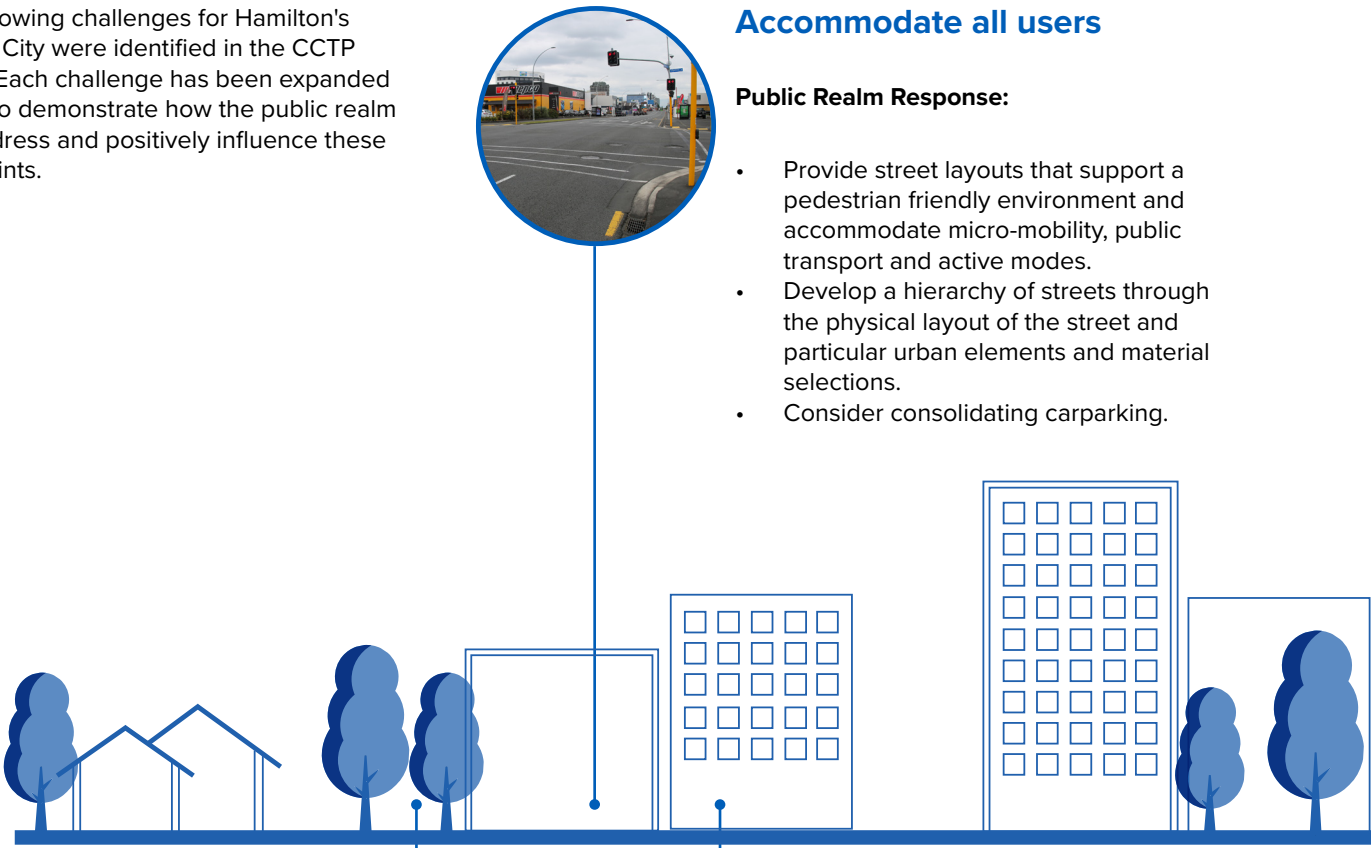 owing challenges for Hamilton's
City were identified in the CCTP
Each challenge has been expanded
o demonstrate how the public realm
dress and positively influence these
ints.
Accommodate all users
Public Realm Response:
• Provide street layouts that support a
pedestrian friendly environment and
accommodate micro-mobility, public
transport and active modes.
• Develop a hierarchy of streets through
the physical layout of the street and
particular urban elements and material
selections.
• Consider consolidating carparking.